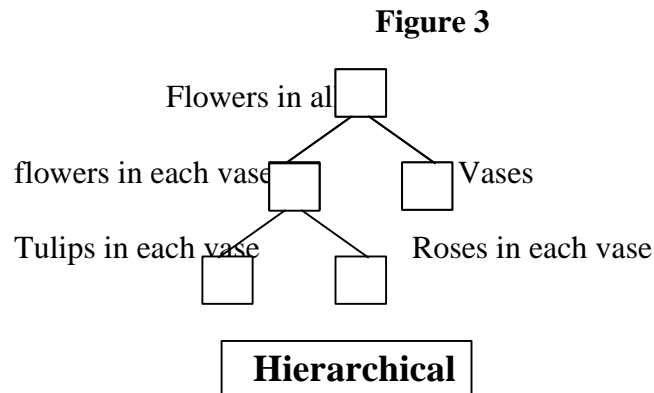 Figure 3
Flowers in al
flowers in each vase
Vases
Tulips in each vase
Roses in each vase
Hierarchical